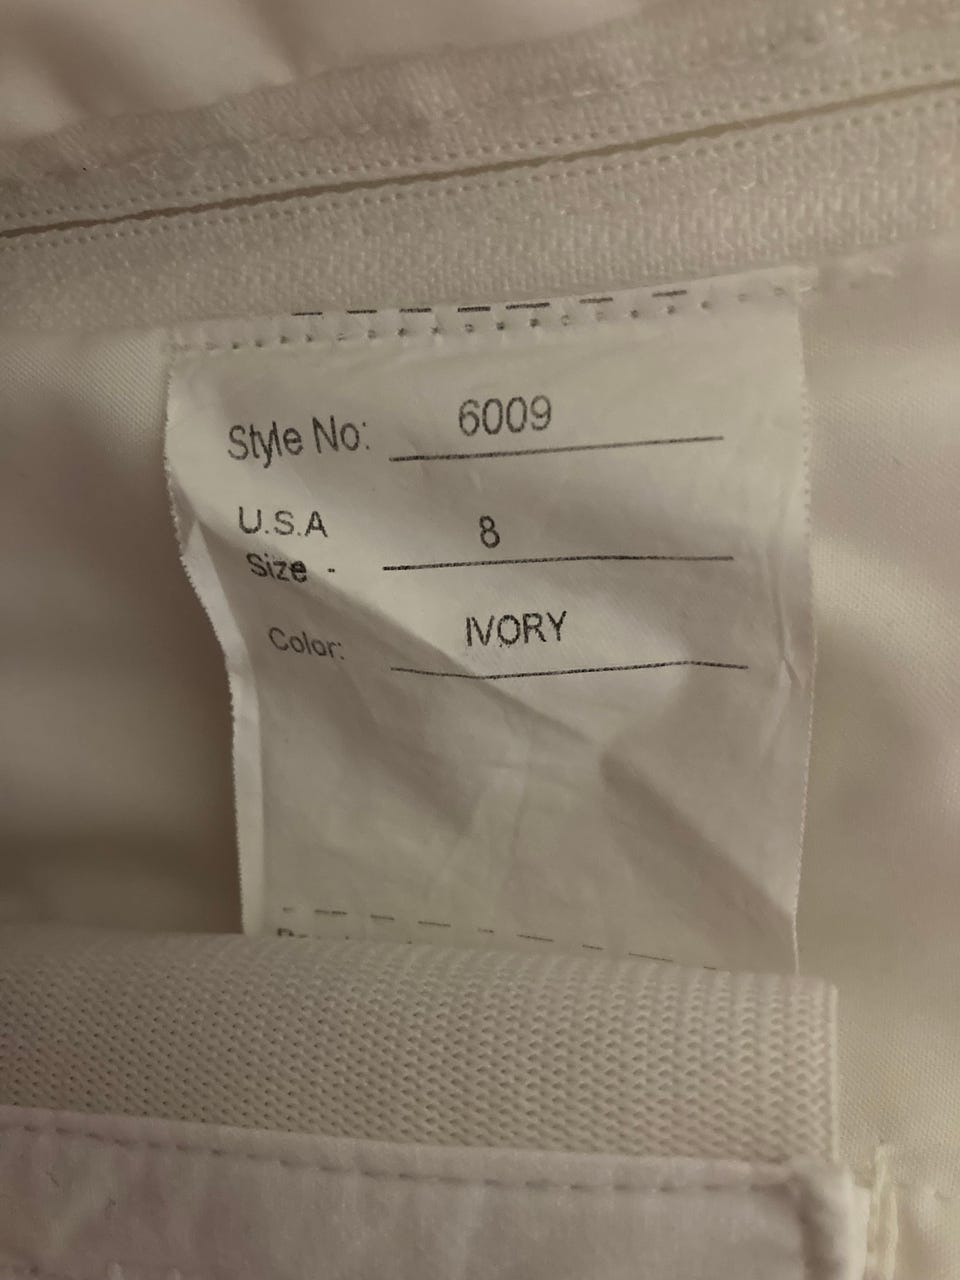 Style No: 6009
U.S.A
Size - 8
Color: IVORY